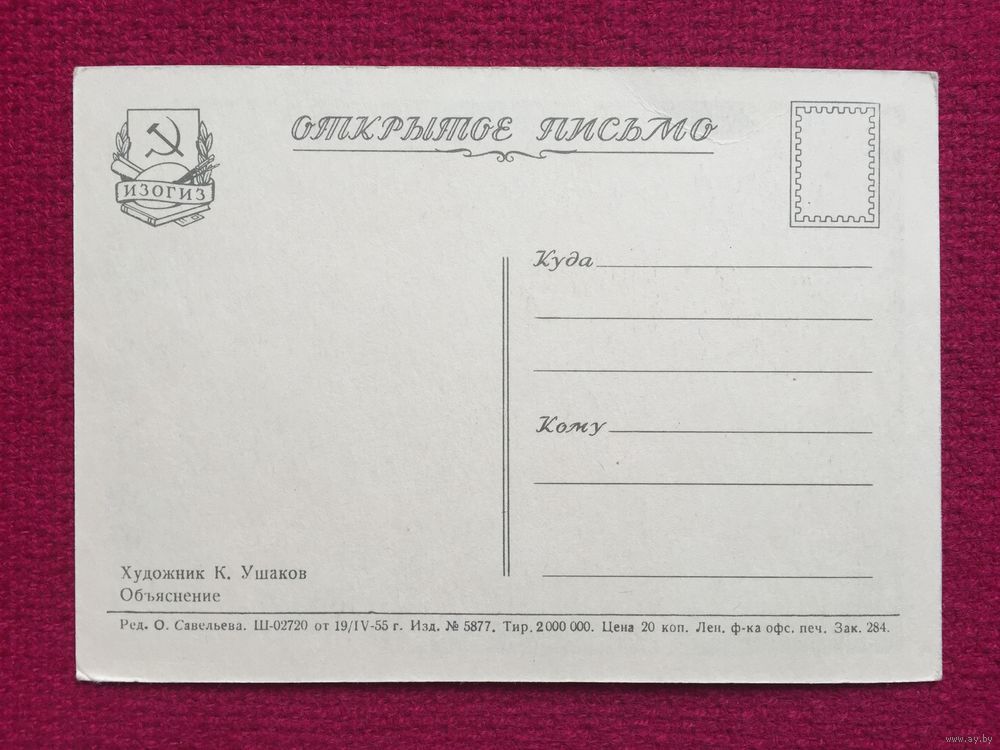 ОТКРЫТОЕ ПИСЬМО
ИЗОГИЗ
Куда
Кому
Художник К. Ушаков
Объяснение
Ред. О. Савельева. Ш-02720 от 19/IV-55 г. Изд. № 5877. Тир. 2 000 000. Цена 20 коп. Лен. ф-ка офс. печ. Зак. 284.
www.ay.by